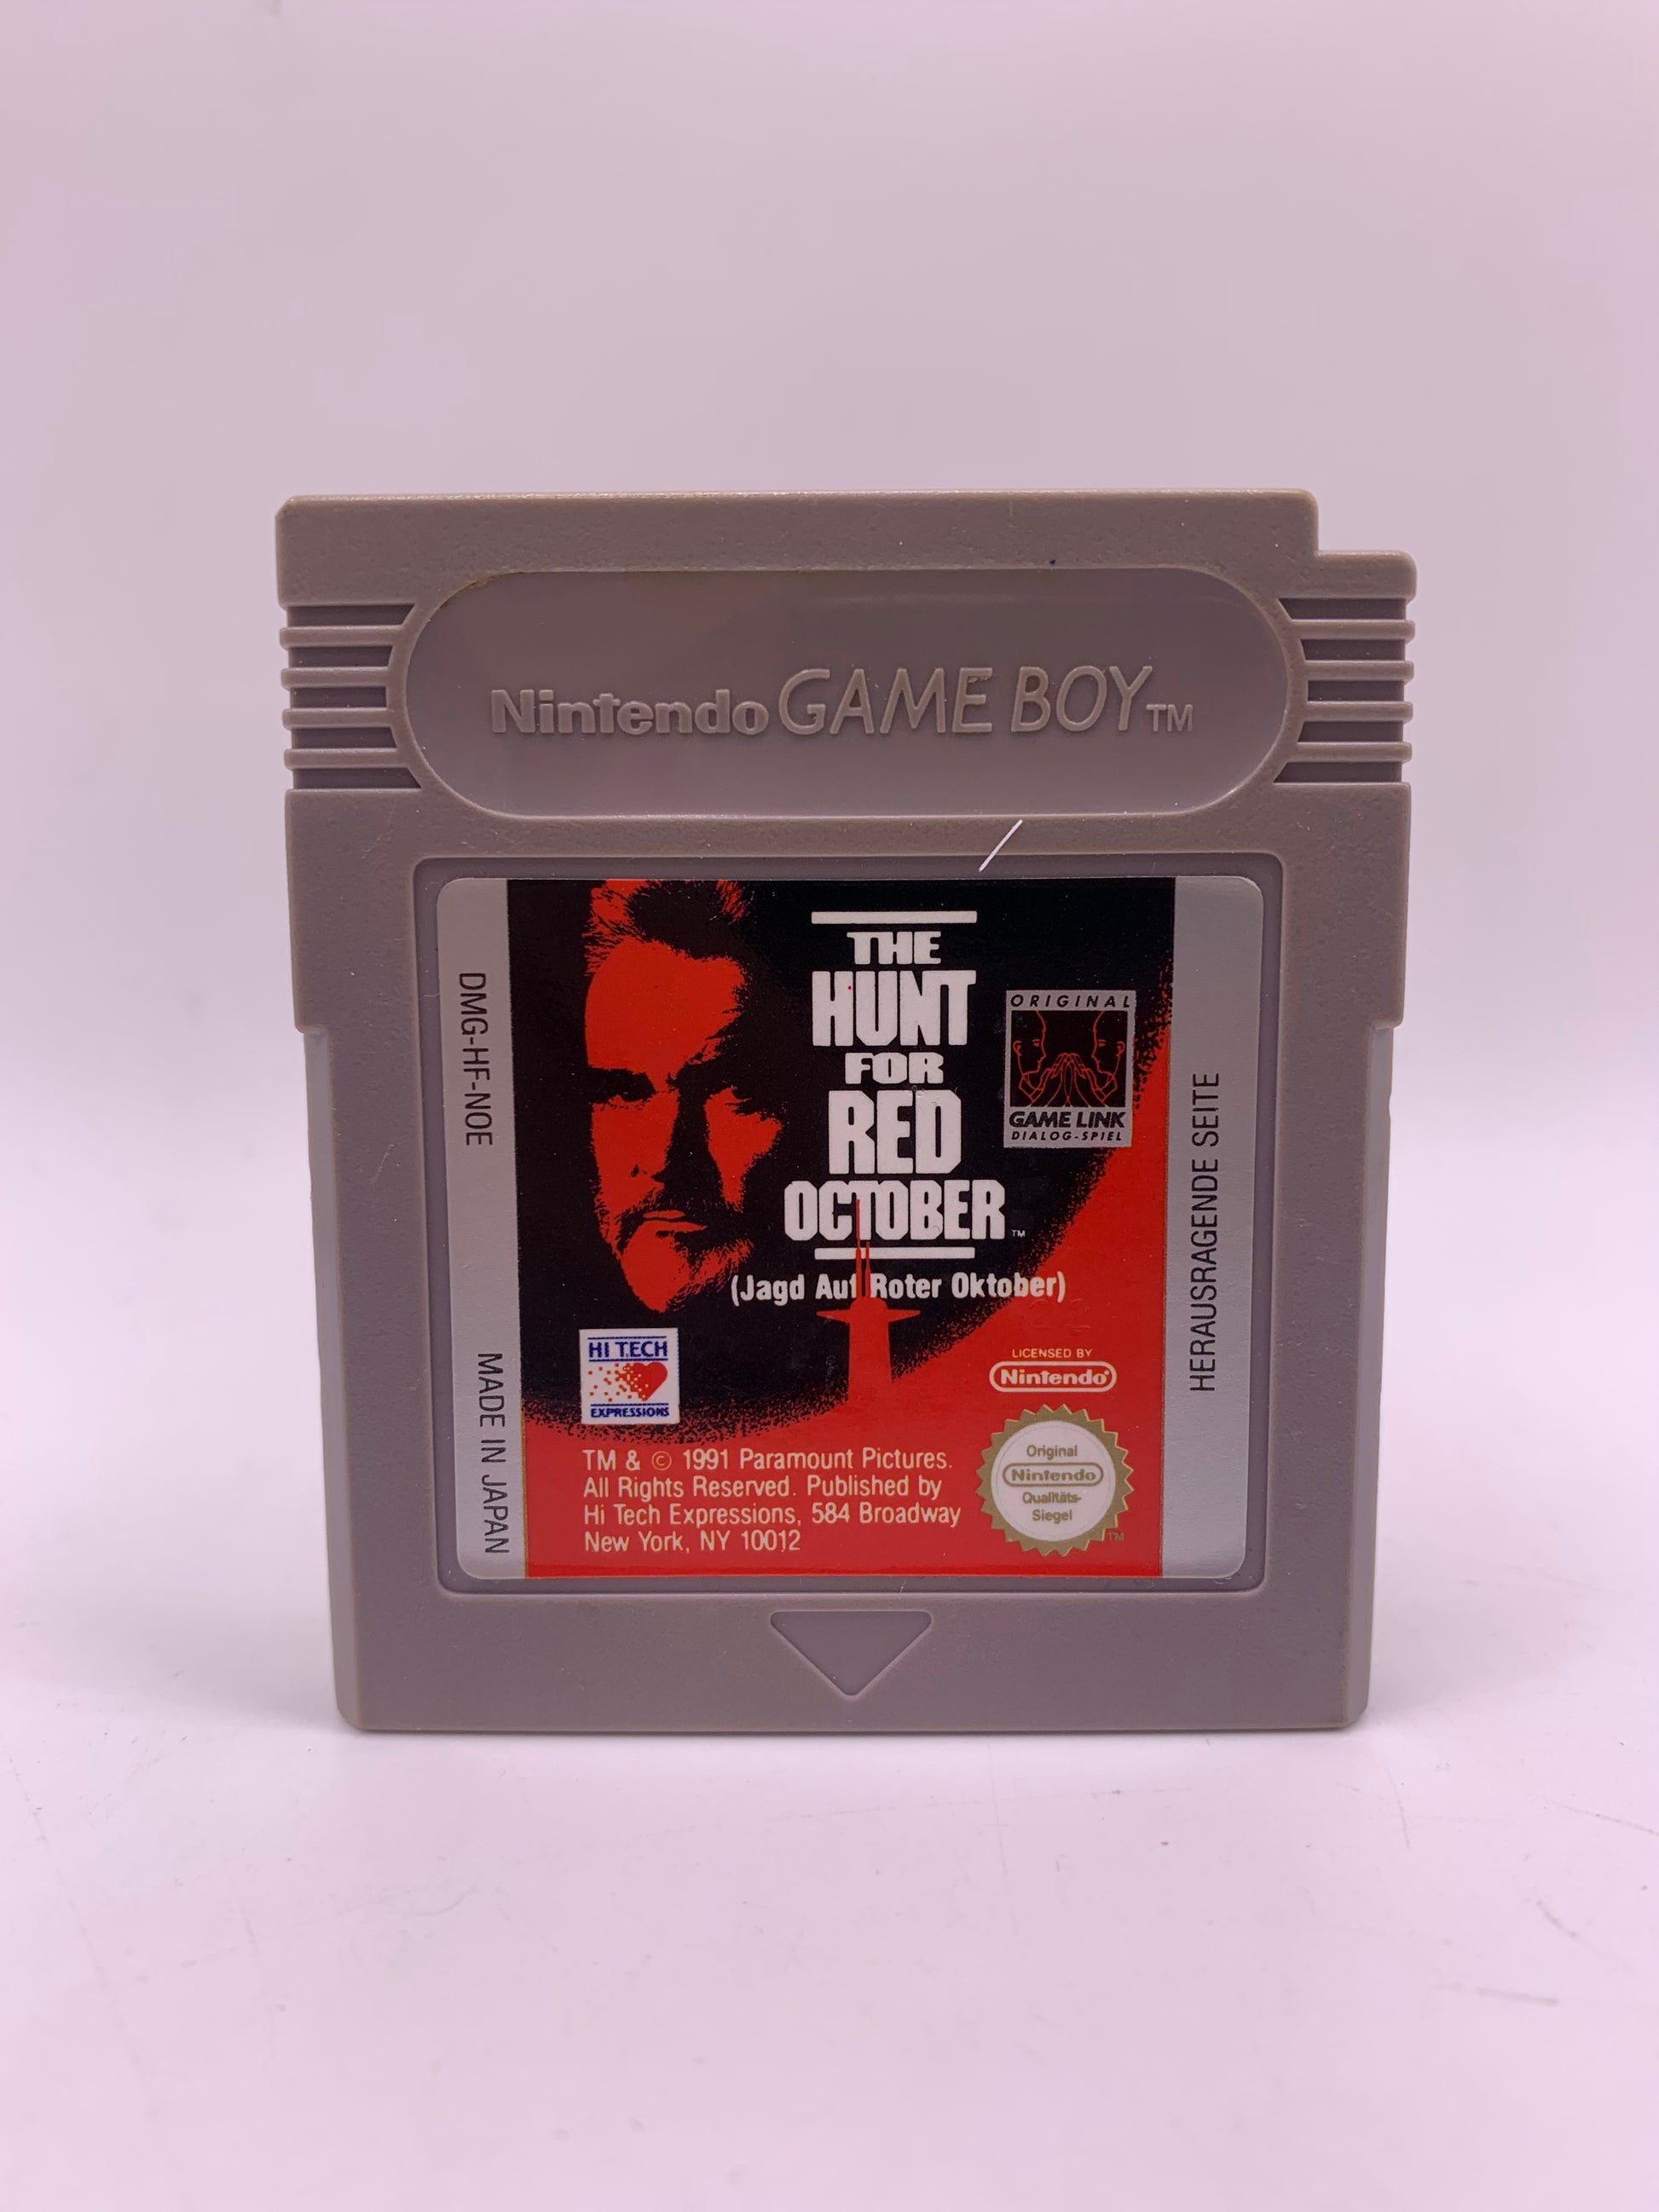 Nintendo GAME BOY TM
DMG-HF-NOE
MADE IN JAPAN
THE
HUNT
FOR
RED
OCTOBER TM
(Jagd Auf Roter Oktober)
ORIGINAL
GAME LINK
DIALOG-SPIEL
HERAUSRAGENDE SEITE
HI TECH
EXPRESSIONS
LICENSED BY
Nintendo
TM & © 1991 Paramount Pictures.
All Rights Reserved. Published by
Hi Tech Expressions, 584 Broadway
New York, NY 10012
Original
Nintendo
Qualitäts-
Siegel
TM